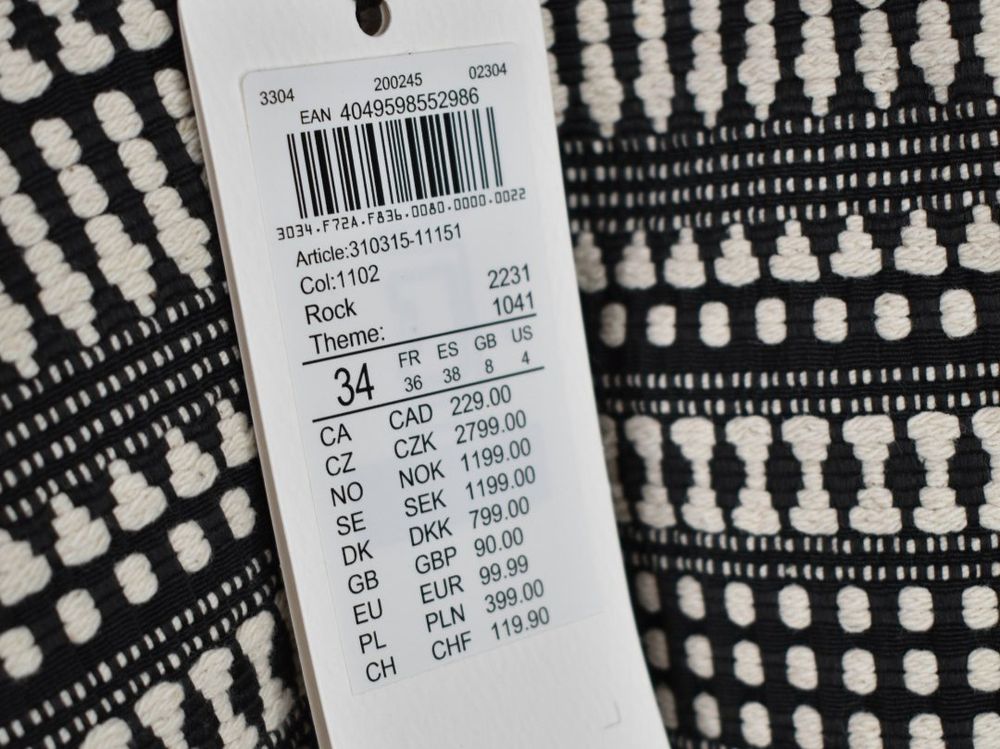 3304 200245 02304
EAN 4049598552986
3034.F72A.F836.0080.0000.0022
Article:310315-11151
Col:1102
Rock 2231
Theme: 1041
34 FR ES GB US
36 38 8 4
CA CAD 229.00
CZ CZK 2799.00
NO NOK 1199.00
SE SEK 1199.00
DK DKK 799.00
GB GBP 90.00
EU EUR 99.99
PL PLN 399.00
CH CHF 119.90